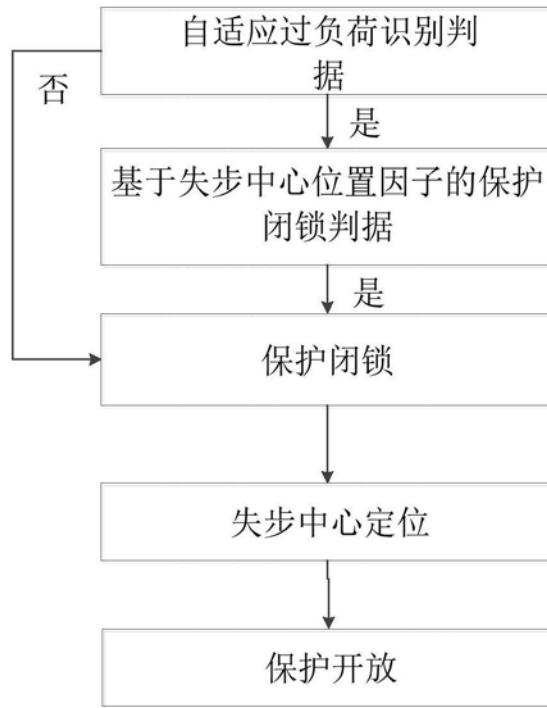 自适应过负荷识别判
据
否
是
基于失步中心位置因子的保护
闭锁判据
是
保护闭锁
失步中心定位
保护开放